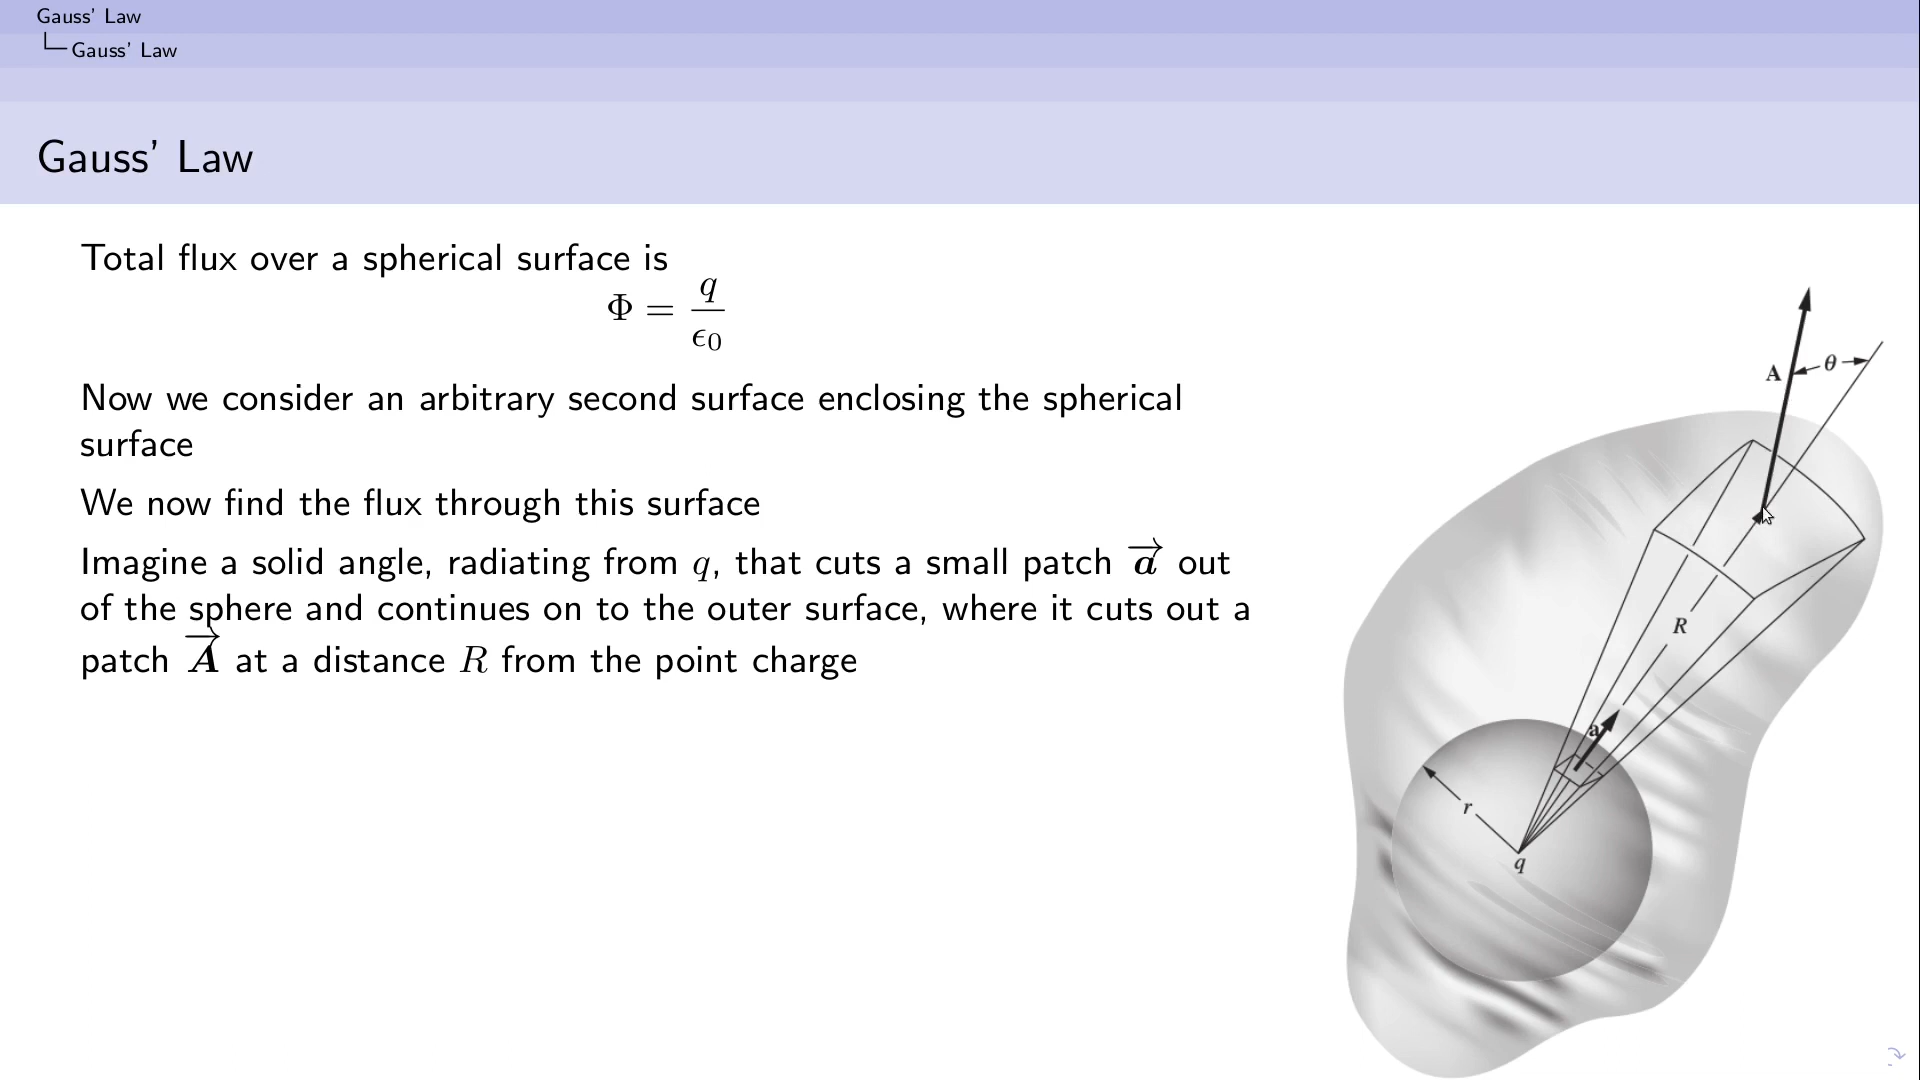 Gauss' Law
Gauss' Law
Gauss' Law
Total flux over a spherical surface is
Φ = q/ϵ₀
Now we consider an arbitrary second surface enclosing the spherical
surface
We now find the flux through this surface
Imagine a solid angle, radiating from q, that cuts a small patch a⃗ out
of the sphere and continues on to the outer surface, where it cuts out a
patch A⃗ at a distance R from the point charge
A
θ
R
a
r
q